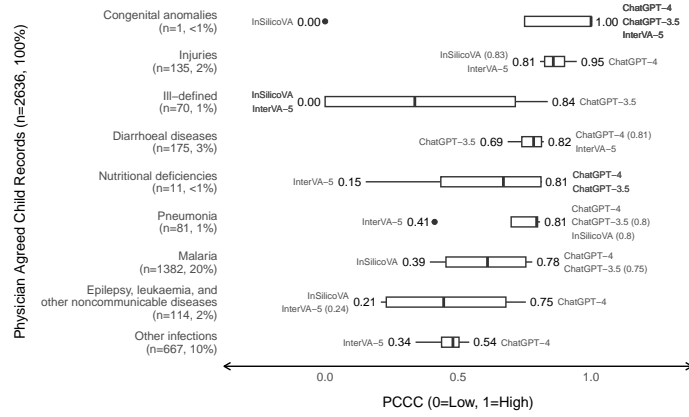 Physician Agreed Child Records (n=2636, 100%)
Congenital anomalies
(n=1, <1%)
InSilicoVA 0.00
1.00
ChatGPT−4
ChatGPT−3.5
InterVA−5
Injuries
(n=135, 2%)
InSilicoVA (0.83)
InterVA−5
0.81
0.95 ChatGPT−4
Ill−defined
(n=70, 1%)
InSilicoVA
InterVA−5
0.00
0.84 ChatGPT−3.5
Diarrhoeal diseases
(n=175, 3%)
ChatGPT−3.5 0.69
0.82
ChatGPT−4 (0.81)
InterVA−5
Nutritional deficiencies
(n=11, <1%)
InterVA−5 0.15
0.81
ChatGPT−4
ChatGPT−3.5
Pneumonia
(n=81, 1%)
InterVA−5 0.41
0.81
ChatGPT−4
ChatGPT−3.5 (0.8)
InSilicoVA (0.8)
Malaria
(n=1382, 20%)
InSilicoVA 0.39
0.78
ChatGPT−4
ChatGPT−3.5 (0.75)
Epilepsy, leukaemia, and
other noncommunicable diseases
(n=114, 2%)
InSilicoVA
InterVA−5 (0.24)
0.21
0.75 ChatGPT−4
Other infections
(n=667, 10%)
InterVA−5 0.34
0.54 ChatGPT−4
0.0 0.5 1.0
PCCC (0=Low, 1=High)